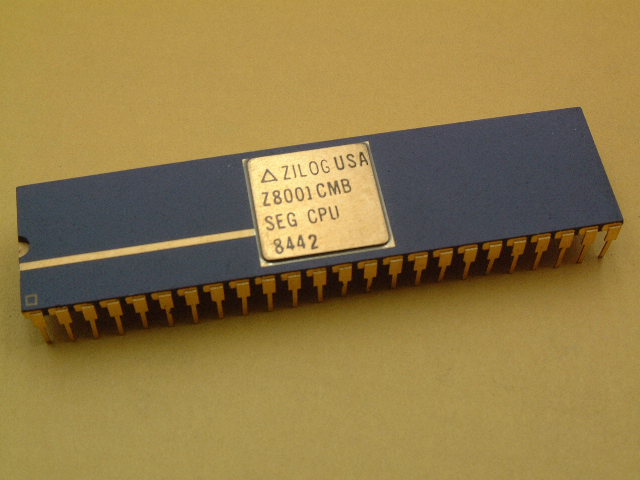 △ ZILOG USA
Z8001CMB
SEG CPU
8442